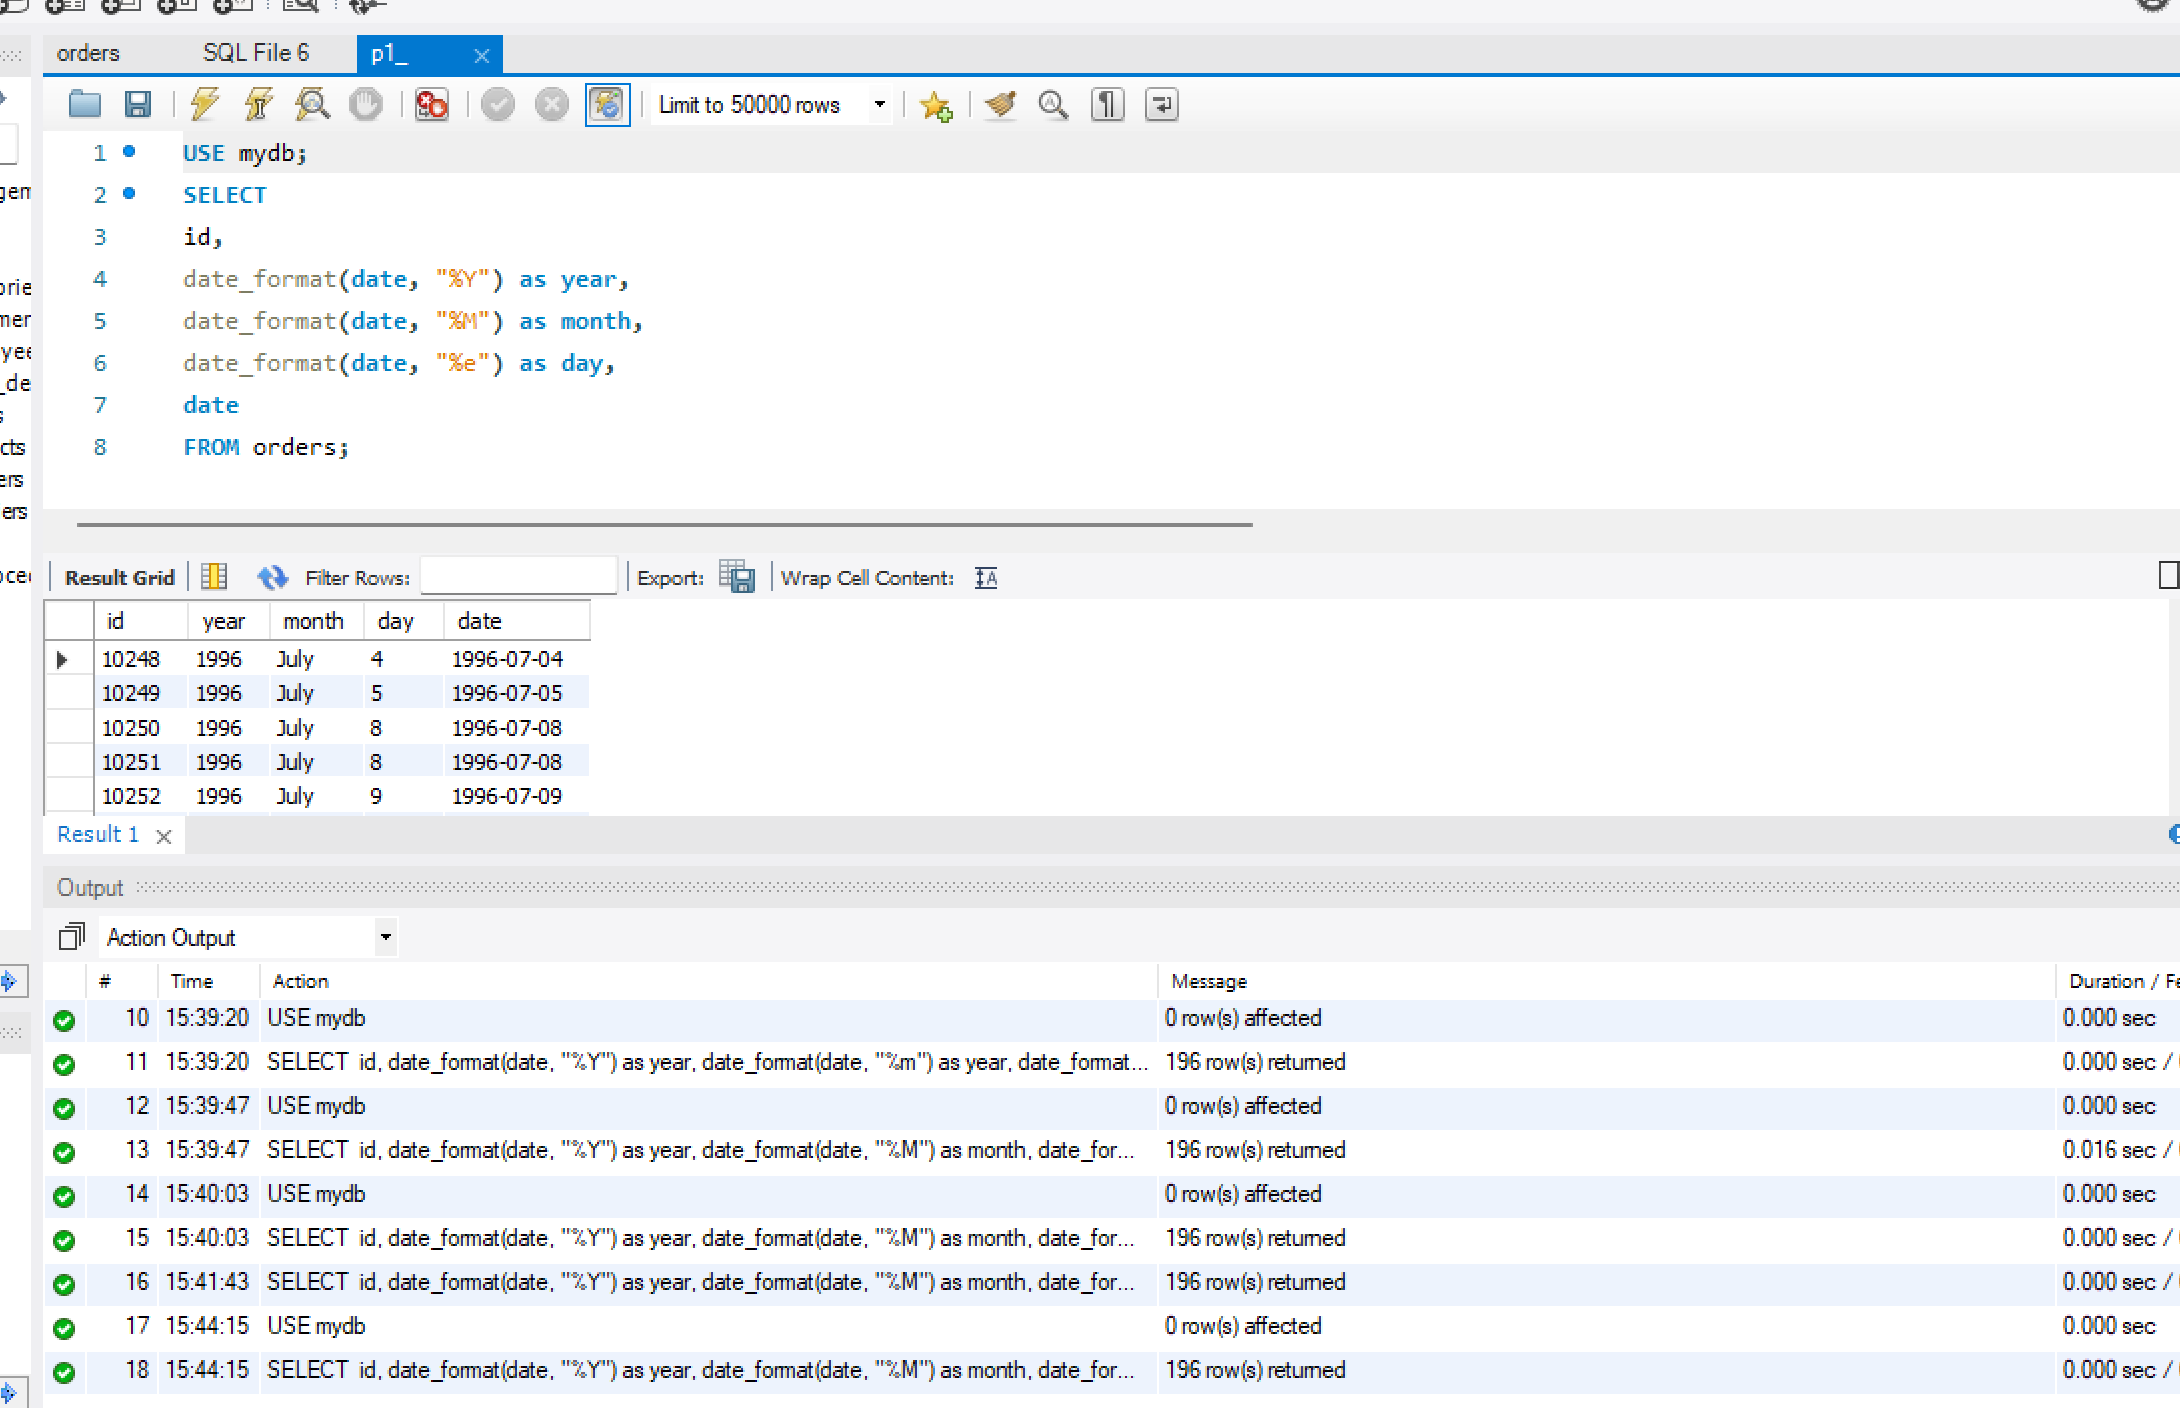 orders SQL File 6 p1_
Limit to 50000 rows
1 USE mydb;
2 SELECT
3 id,
4 date_format(date, "%Y") as year,
5 date_format(date, "%M") as month,
6 date_format(date, "%e") as day,
7 date
8 FROM orders;
Result Grid Filter Rows: Export: Wrap Cell Content:
id year month day date
10248 1996 July 4 1996-07-04
10249 1996 July 5 1996-07-05
10250 1996 July 8 1996-07-08
10251 1996 July 8 1996-07-08
10252 1996 July 9 1996-07-09
Result 1
Output
Action Output
# Time Action Message Duration / Fe
10 15:39:20 USE mydb 0 row(s) affected 0.000 sec
11 15:39:20 SELECT id, date_format(date, "%Y") as year, date_format(date, "%m") as year, date_format... 196 row(s) returned 0.000 sec /
12 15:39:47 USE mydb 0 row(s) affected 0.000 sec
13 15:39:47 SELECT id, date_format(date, "%Y") as year, date_format(date, "%M") as month, date_for... 196 row(s) returned 0.016 sec /
14 15:40:03 USE mydb 0 row(s) affected 0.000 sec
15 15:40:03 SELECT id, date_format(date, "%Y") as year, date_format(date, "%M") as month, date_for... 196 row(s) returned 0.000 sec /
16 15:41:43 SELECT id, date_format(date, "%Y") as year, date_format(date, "%M") as month, date_for... 196 row(s) returned 0.000 sec /
17 15:44:15 USE mydb 0 row(s) affected 0.000 sec
18 15:44:15 SELECT id, date_format(date, "%Y") as year, date_format(date, "%M") as month, date_for... 196 row(s) returned 0.000 sec /